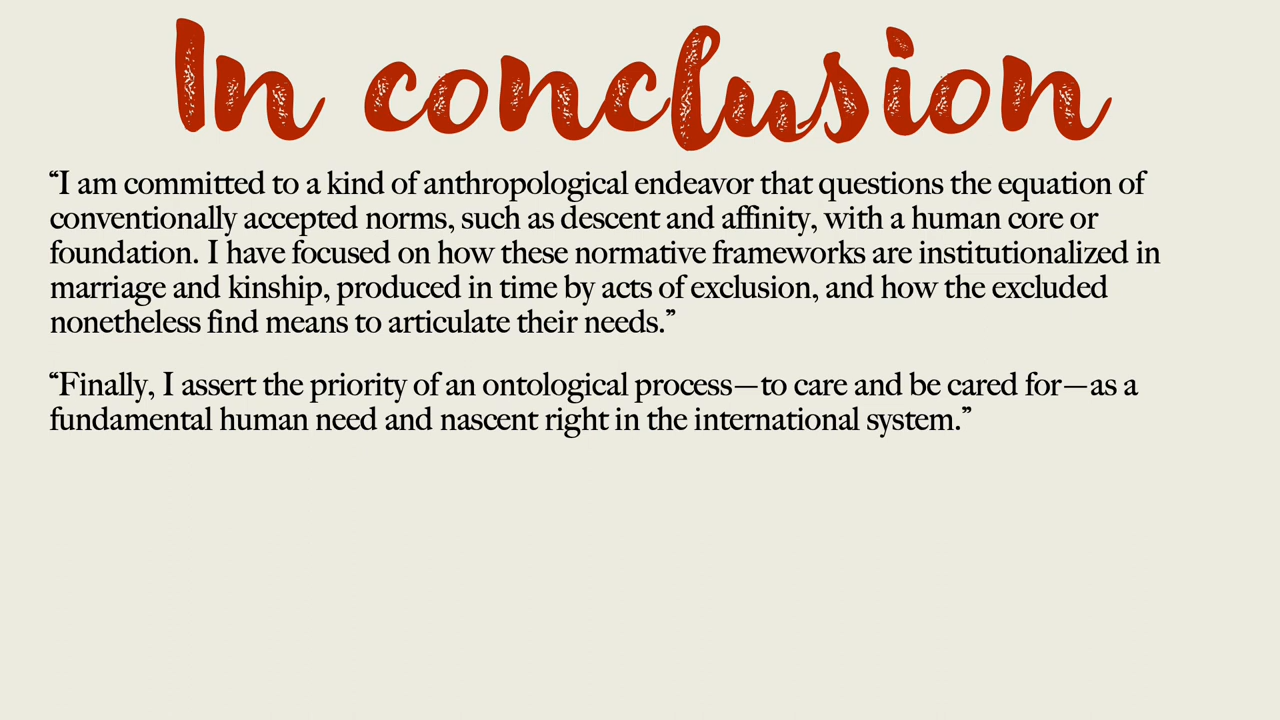 In conclusion
“I am committed to a kind of anthropological endeavor that questions the equation of
conventionally accepted norms, such as descent and affinity, with a human core or
foundation. I have focused on how these normative frameworks are institutionalized in
marriage and kinship, produced in time by acts of exclusion, and how the excluded
nonetheless find means to articulate their needs.”
“Finally, I assert the priority of an ontological process—to care and be cared for—as a
fundamental human need and nascent right in the international system.”